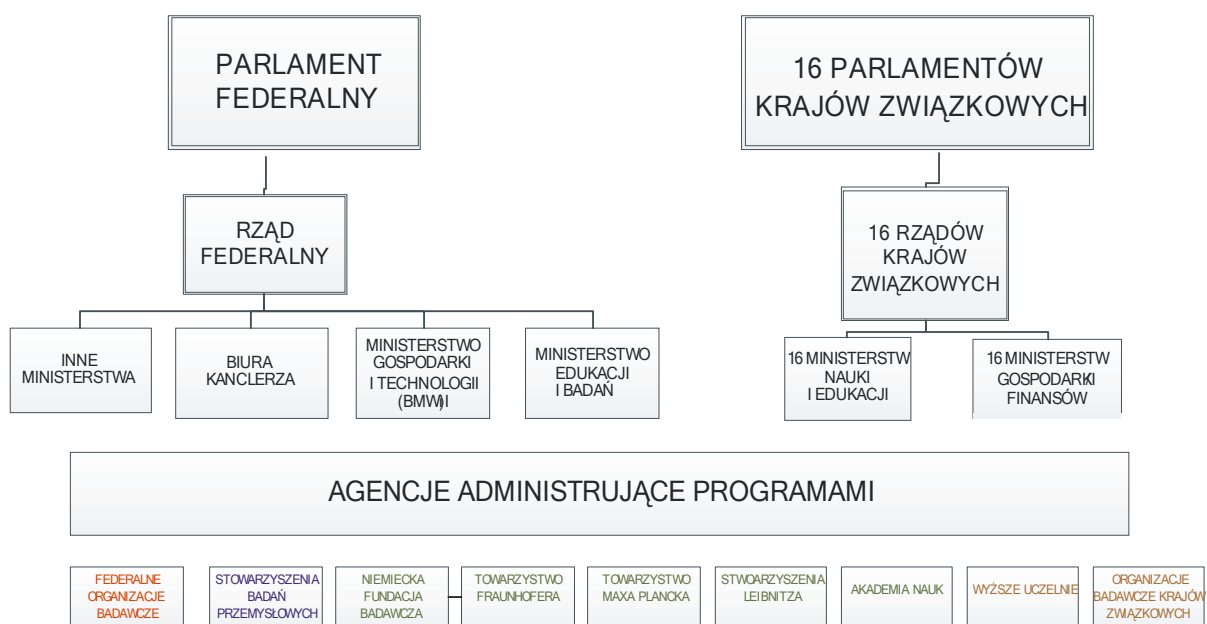 PARLAMENT
FEDERALNY
16 PARLAMENTÓW
KRAJÓW ZWIĄZKOWYCH
RZĄD
FEDERALNY
16 RZĄDÓW
KRAJÓW
ZWIĄZKOWYCH
INNE
MINISTERSTWA
BIURA
KANCLERZA
MINISTERSTWO
GOSPODARKI
I TECHNOLOGII
(BMW)II
MINISTERSTWO
EDUKACJI
I BADAŃ
16 MINISTERSTW
NAUKI
I EDUKACJI
16 MINISTERSTW
GOSPODARKI
FINANSÓW
AGENCJE ADMINISTRUJĄCE PROGRAMAMI
FEDERALNE
ORGANIZACJE
BADAWCZE
STOWARZYSZENIA
BADAŃ
PRZEMYSŁOWYCH
NIEMIECKA
FUNDACJA
BADAWCZA
TOWARZYSTWO
FRAUNHOFERA
TOWARZYSTWO
MAXA PLANCKA
STWOARZYSZENIA
LEIBNITZA
AKADEMIA NAUK
WYŻSZE UCZELNIE
ORGANIZACJE
BADAWCZE KRAJÓW
ZWIĄZKOWYCH